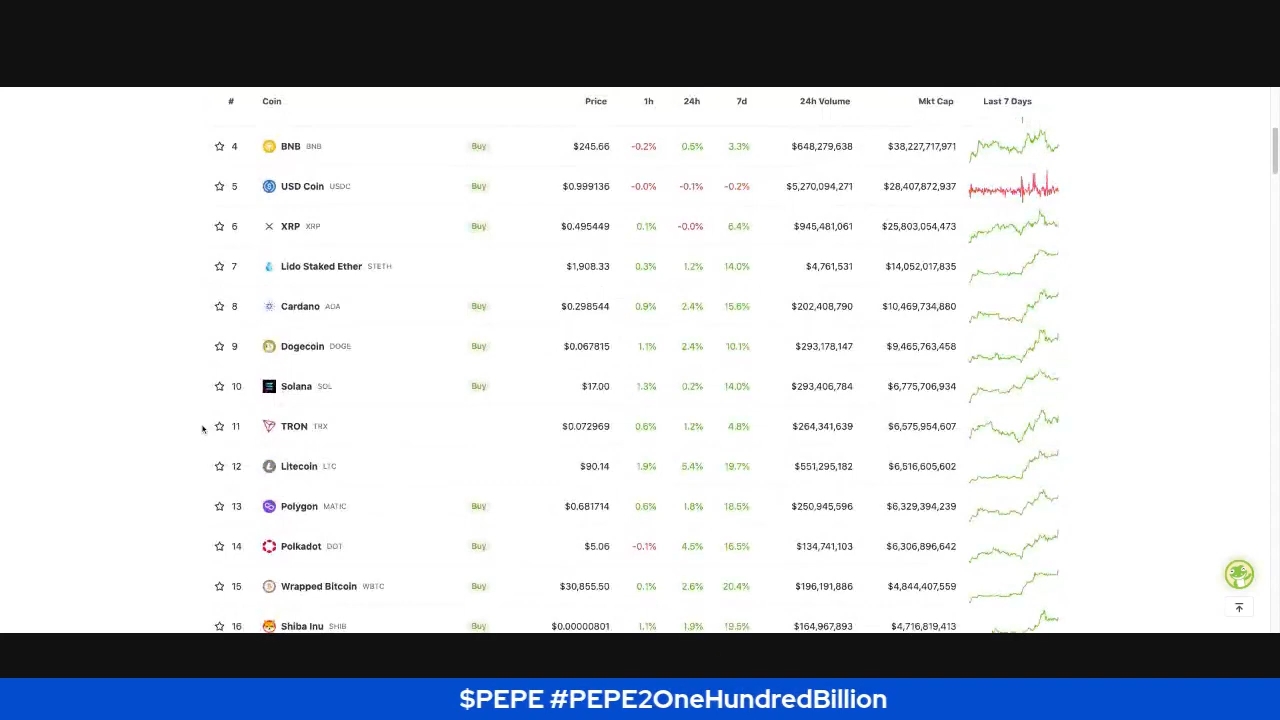 # Coin Price 1h 24h 7d 24h Volume Mkt Cap Last 7 Days
4 BNB BNB Buy $245.66 -0.2% 0.5% 3.3% $648,279,638 $38,227,717,971
5 USD Coin USDC Buy $0.999136 -0.0% -0.1% -0.2% $5,270,094,271 $28,407,872,937
6 XRP XRP Buy $0.495449 0.1% -0.0% 6.4% $945,481,061 $25,803,054,473
7 Lido Staked Ether STETH $1,908.33 0.3% 1.2% 14.0% $4,761,531 $14,052,017,835
8 Cardano ADA Buy $0.298544 0.9% 2.4% 15.6% $202,408,790 $10,469,734,880
9 Dogecoin DOGE Buy $0.067815 1.1% 2.4% 10.1% $293,178,147 $9,465,763,458
10 Solana SOL Buy $17.00 1.3% 0.2% 14.0% $293,406,784 $6,775,706,934
11 TRON TRX $0.072969 0.6% 1.2% 4.8% $264,341,639 $6,575,954,607
12 Litecoin LTC $90.14 1.9% 5.4% 19.7% $551,295,182 $6,516,605,602
13 Polygon MATIC Buy $0.681714 0.6% 1.8% 18.5% $250,945,596 $6,329,394,239
14 Polkadot DOT Buy $5.06 -0.1% 4.5% 16.5% $134,741,103 $6,306,896,642
15 Wrapped Bitcoin WBTC Buy $30,855.50 0.1% 2.6% 20.4% $196,191,886 $4,844,407,559
16 Shiba Inu SHIB Buy $0.00000801 1.1% 1.9% 19.5% $164,967,893 $4,716,819,413
$PEPE #PEPE2OneHundredBillion